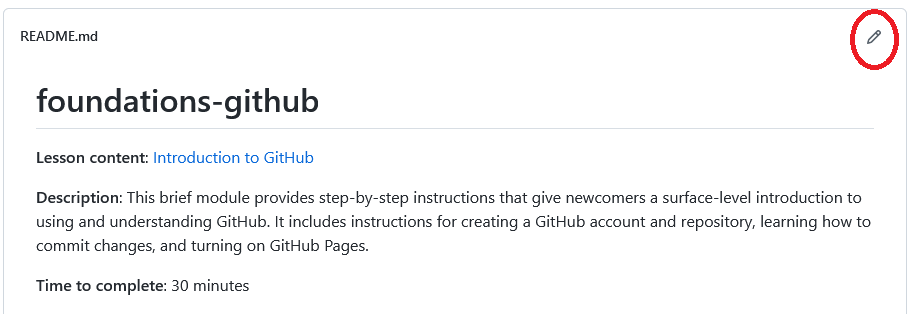 README.md
foundations-github
Lesson content: Introduction to GitHub
Description: This brief module provides step-by-step instructions that give newcomers a surface-level introduction to
using and understanding GitHub. It includes instructions for creating a GitHub account and repository, learning how to
commit changes, and turning on GitHub Pages.
Time to complete: 30 minutes